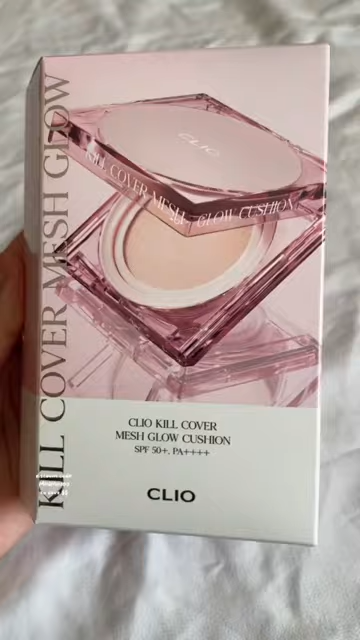 KILL COVER MESH GLOW
CLIO
KILL COVER MESH GLOW CUSHION
CLIO KILL COVER
MESH GLOW CUSHION
SPF 50+, PA++++
CLIO